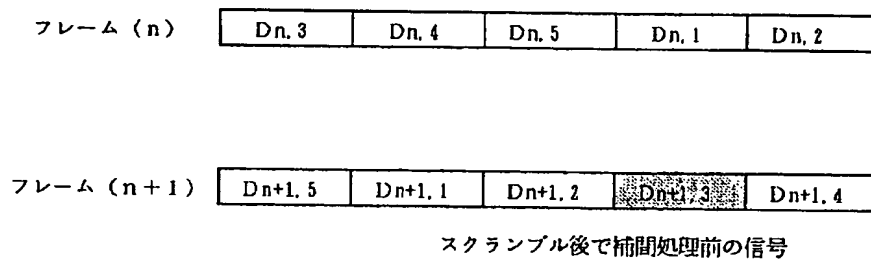 フレーム (n) Dn, 3 Dn, 4 Dn, 5 Dn, 1 Dn, 2
フレーム (n+1) Dn+1, 5 Dn+1, 1 Dn+1, 2 Dn+1, 3 Dn+1, 4
スクランブル後で補間処理前の信号